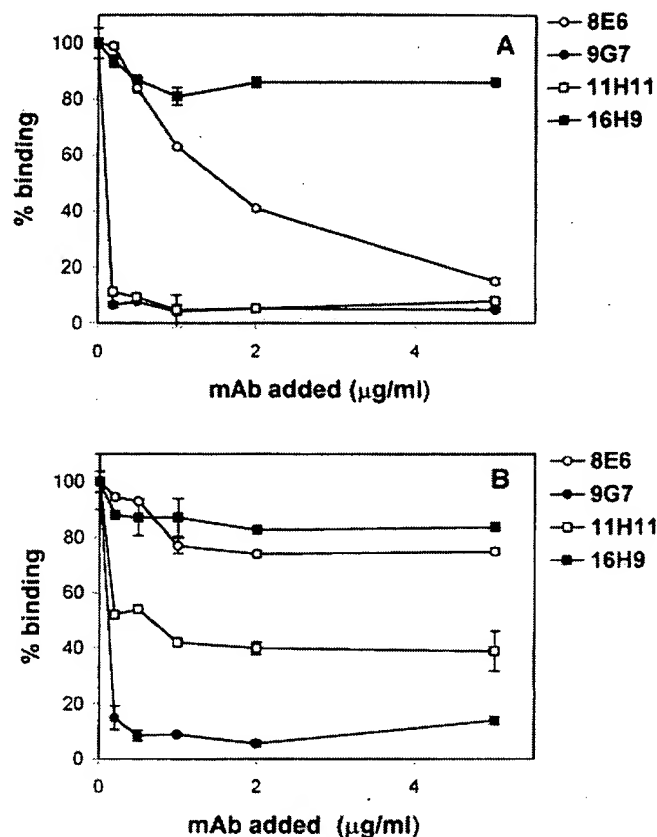 A
8E6
9G7
11H11
16H9
100
80
60
40
20
0
% binding
0
2
4
mAb added (μg/ml)
B
8E6
9G7
11H11
16H9
100
80
60
40
20
0
% binding
0
2
4
mAb added (μg/ml)